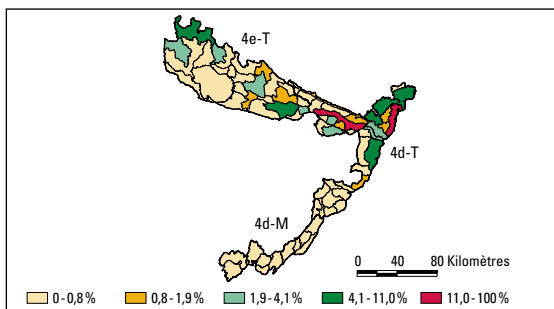 4e-T
4d-T
4d-M
0 40 80 Kilomètres
0 - 0,8 % 0,8 - 1,9 % 1,9 - 4,1 % 4,1 - 11,0 % 11,0 - 100 %